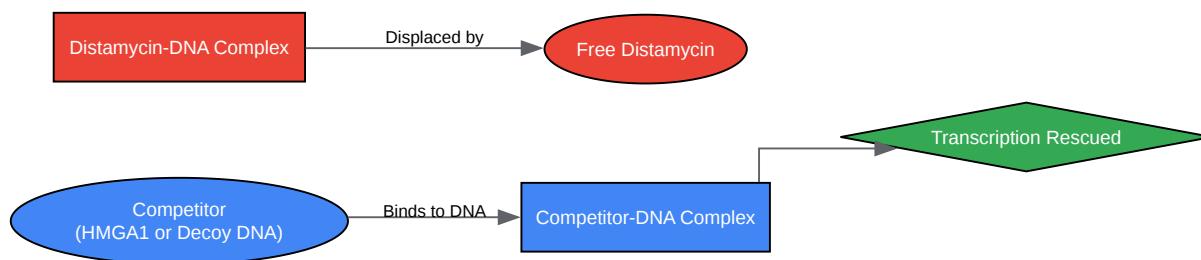 Distamycin-DNA Complex
Displaced by
Free Distamycin
Transcription Rescued
Competitor
(HMGA1 or Decoy DNA)
Binds to DNA
Competitor-DNA Complex